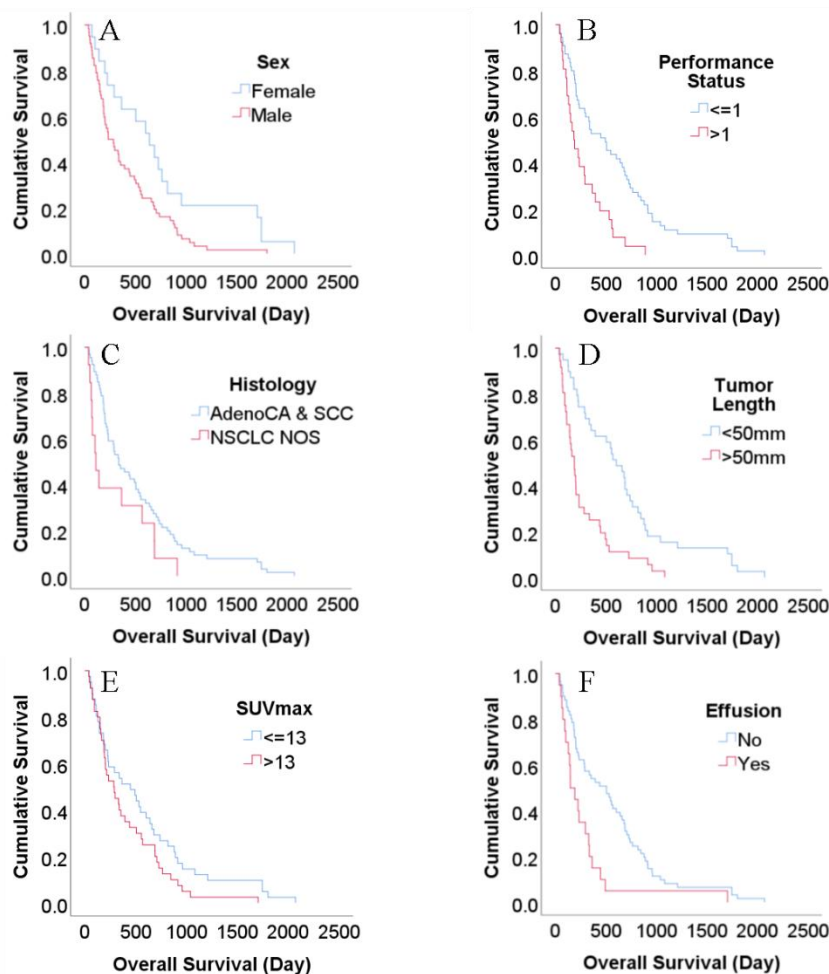 A
Sex
Female
Male
Cumulative Survival
1.0
0.8
0.6
0.4
0.2
0.0
0 500 1000 1500 2000 2500
Overall Survival (Day)
B
Performance
Status
<=1
>1
Cumulative Survival
1.0
0.8
0.6
0.4
0.2
0.0
0 500 1000 1500 2000 2500
Overall Survival (Day)
C
Histology
AdenoCA & SCC
NSCLC NOS
Cumulative Survival
1.0
0.8
0.6
0.4
0.2
0.0
0 500 1000 1500 2000 2500
Overall Survival (Day)
D
Tumor
Length
<50mm
>50mm
Cumulative Survival
1.0
0.8
0.6
0.4
0.2
0.0
0 500 1000 1500 2000 2500
Overall Survival (Day)
E
SUVmax
<=13
>13
Cumulative Survival
1.0
0.8
0.6
0.4
0.2
0.0
0 500 1000 1500 2000 2500
Overall Survival (Day)
F
Effusion
No
Yes
Cumulative Survival
1.0
0.8
0.6
0.4
0.2
0.0
0 500 1000 1500 2000 2500
Overall Survival (Day)